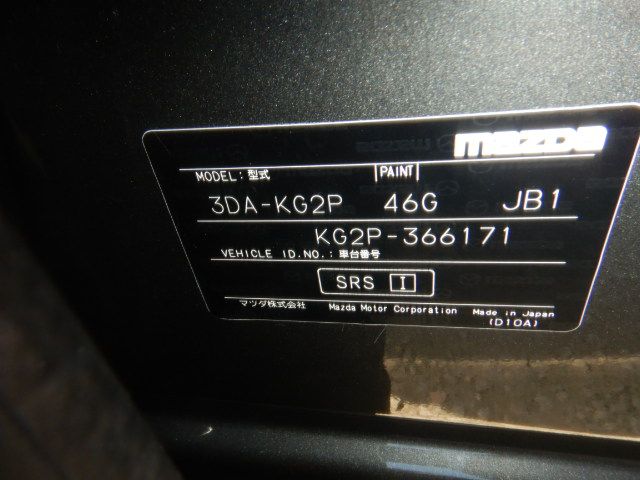 mazda
MODEL: 型式 PAINT
3DA-KG2P 46G JB1
KG2P-366171
VEHICLE ID.NO.: 車台番号
SRS I
マツダ株式会社 Mazda Motor Corporation Made in Japan
(D10A)